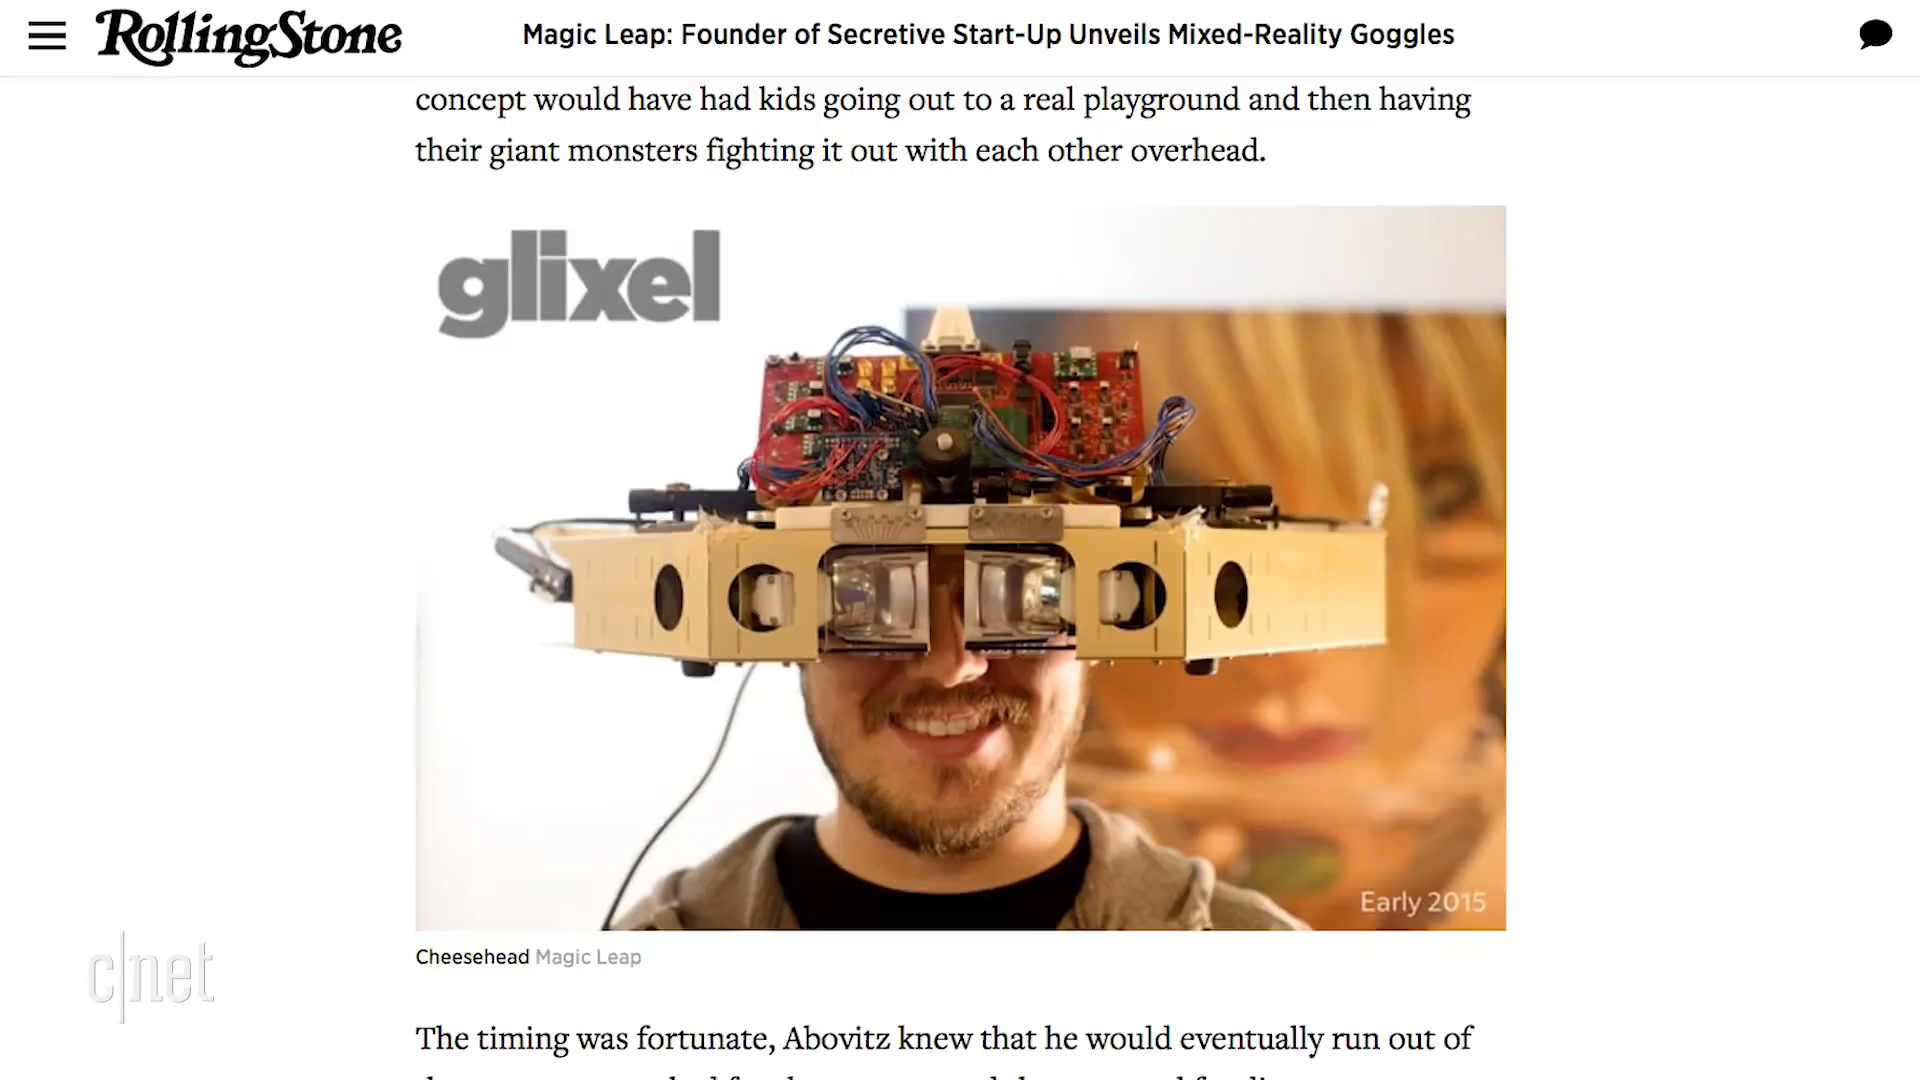 RollingStone
Magic Leap: Founder of Secretive Start-Up Unveils Mixed-Reality Goggles
concept would have had kids going out to a real playground and then having
their giant monsters fighting it out with each other overhead.
glixel
Early 2015
Cheesehead Magic Leap
c|net
The timing was fortunate, Abovitz knew that he would eventually run out of